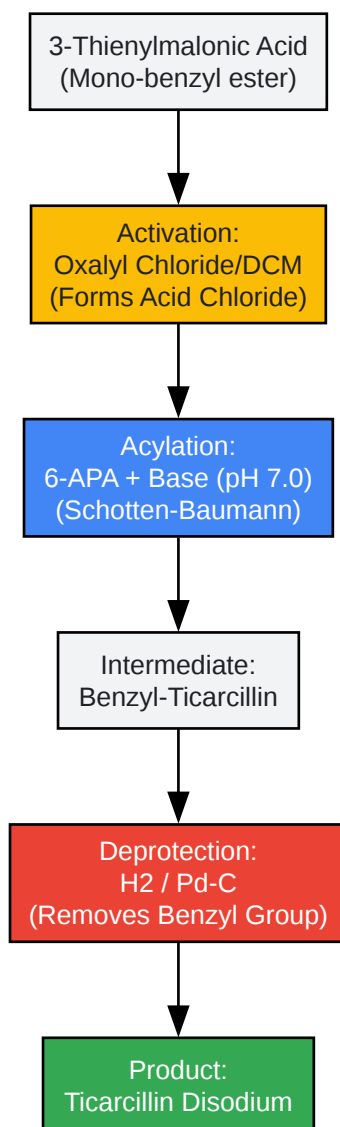 3-Thienylmalonic Acid
(Mono-benzyl ester)
Activation:
Oxalyl Chloride/DCM
(Forms Acid Chloride)
Acylation:
6-APA + Base (pH 7.0)
(Schotten-Baumann)
Intermediate:
Benzyl-Ticarcillin
Deprotection:
H2 / Pd-C
(Removes Benzyl Group)
Product:
Ticarcillin Disodium